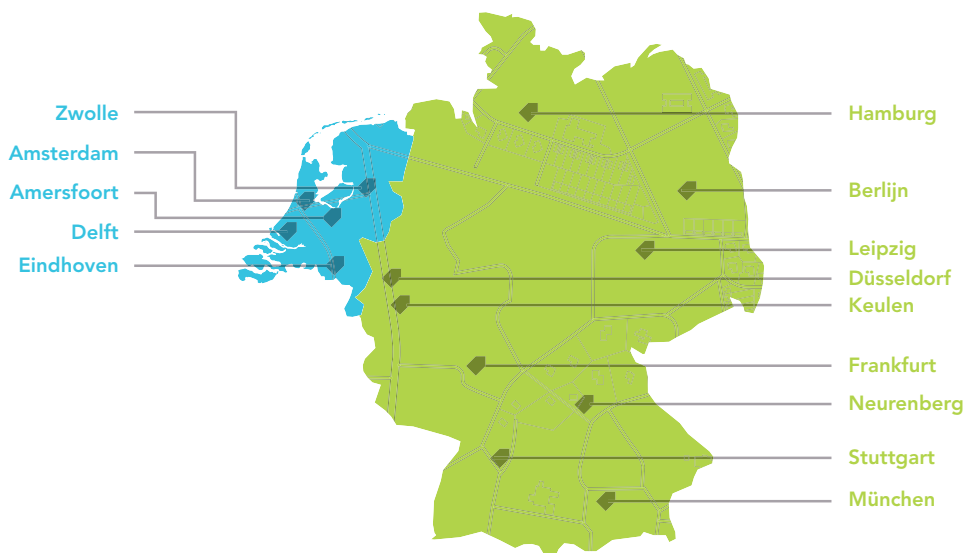 Zwolle
Amsterdam
Amersfoort
Delft
Eindhoven
Hamburg
Berlijn
Leipzig
Düsseldorf
Keulen
Frankfurt
Neurenberg
Stuttgart
München